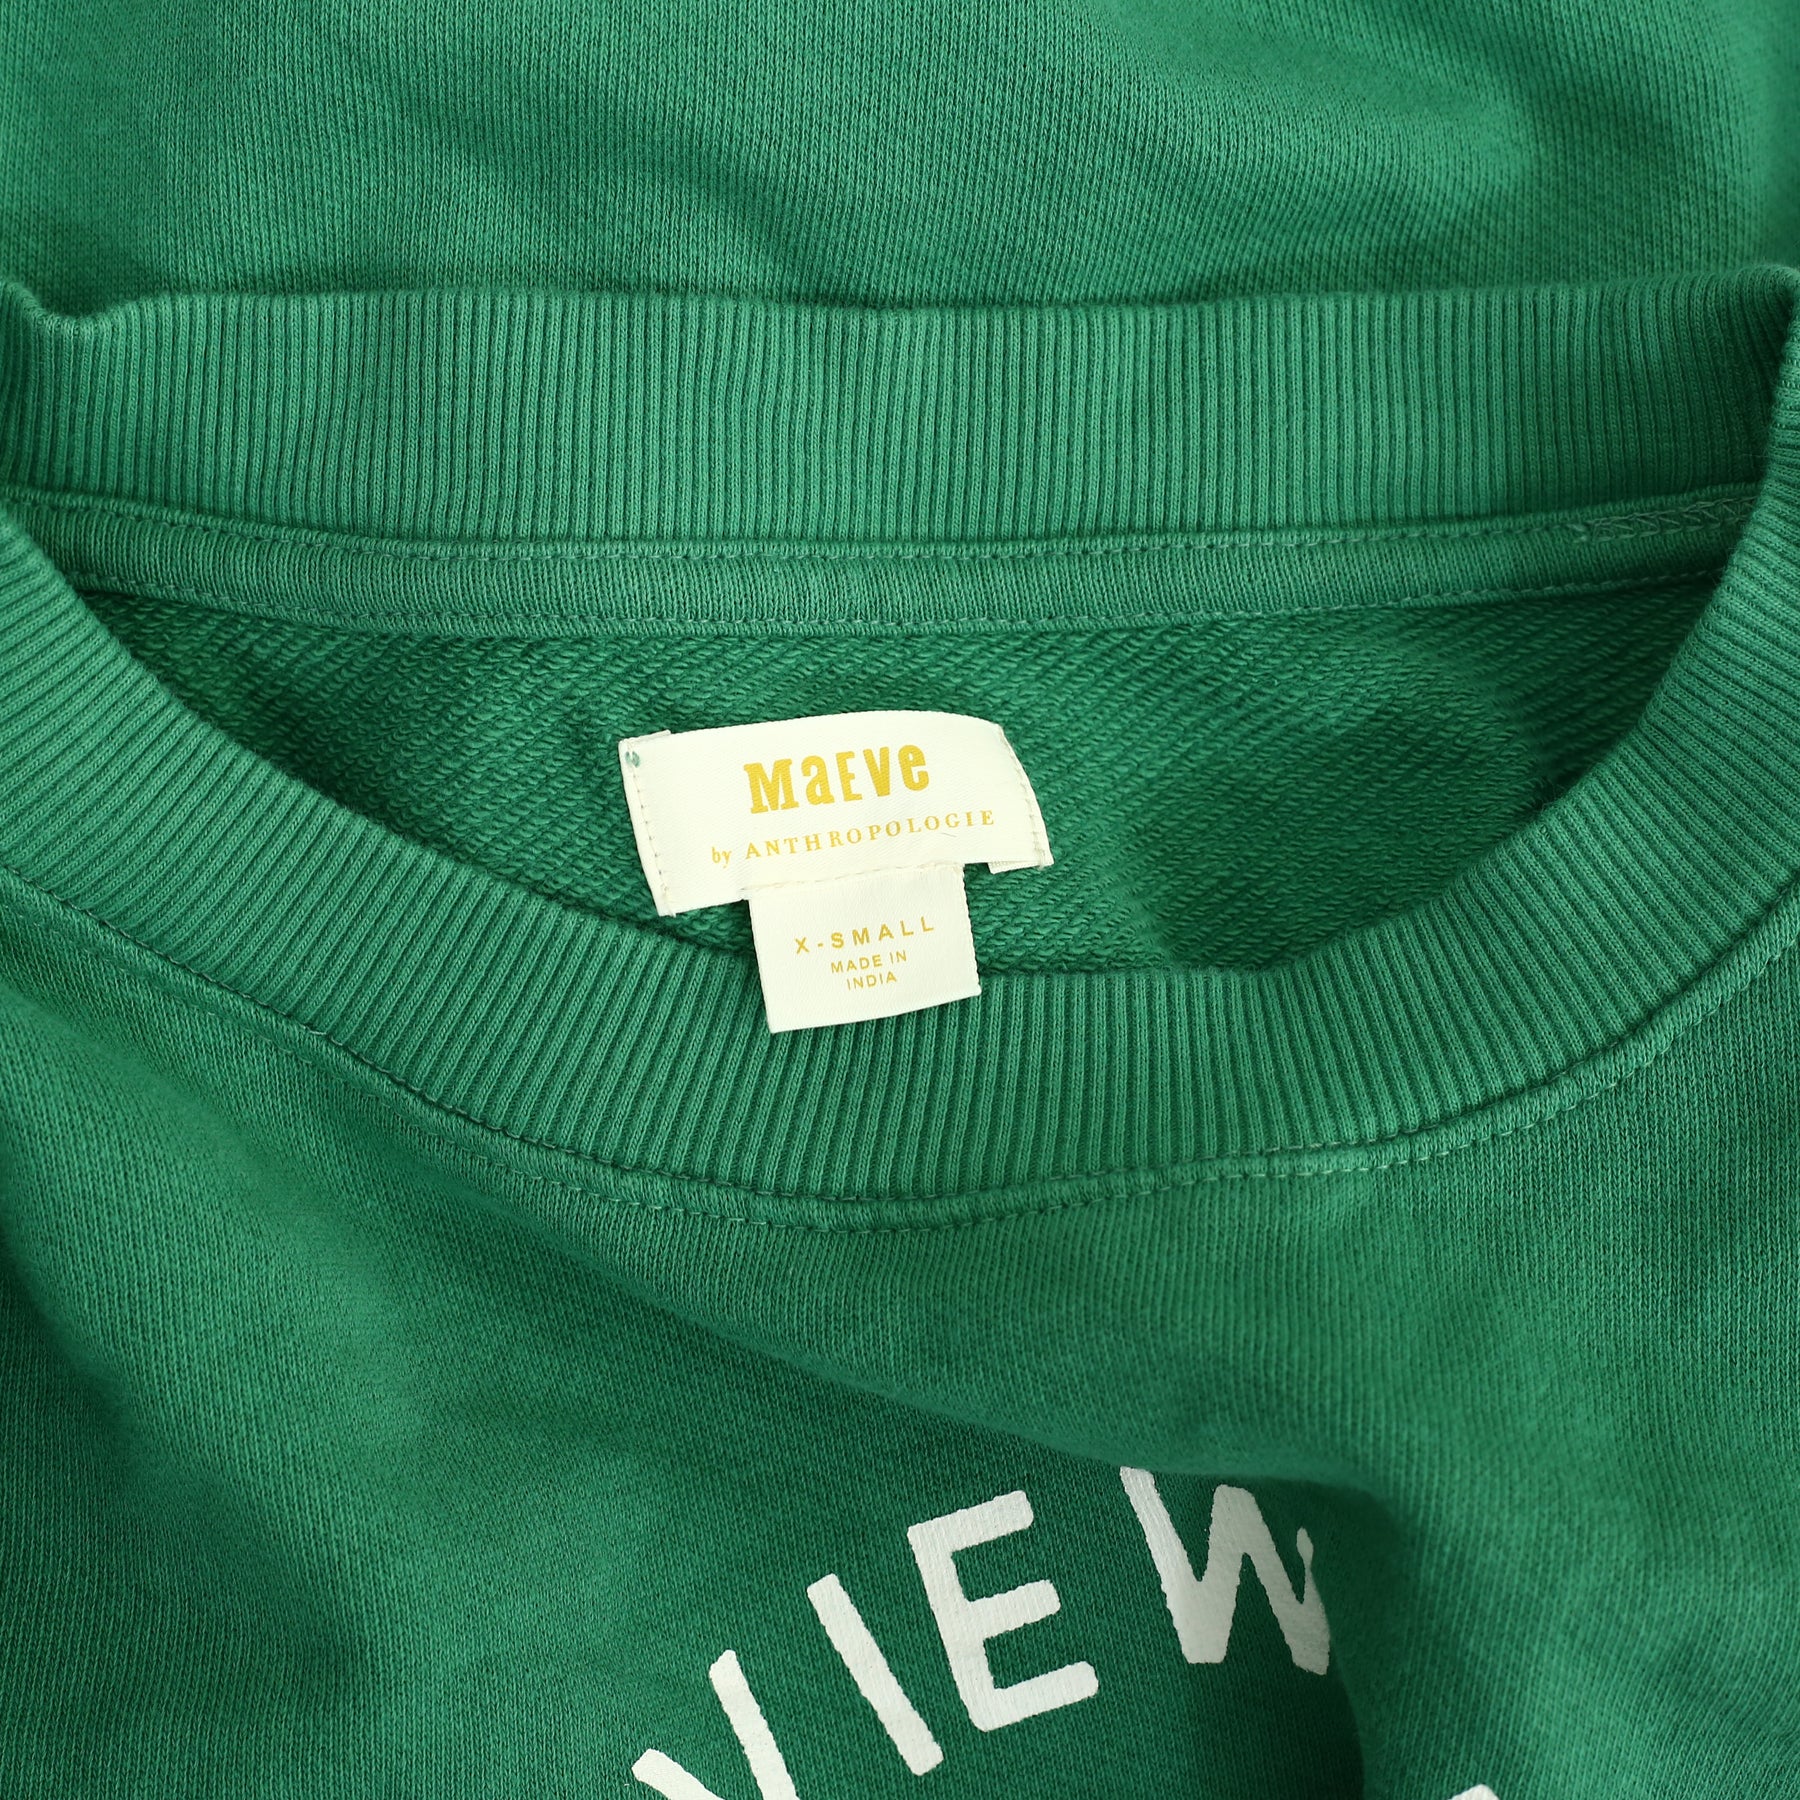 MaEVe
by ANTHROPOLOGIE
X-SMALL
MADE IN
INDIA
VIEW